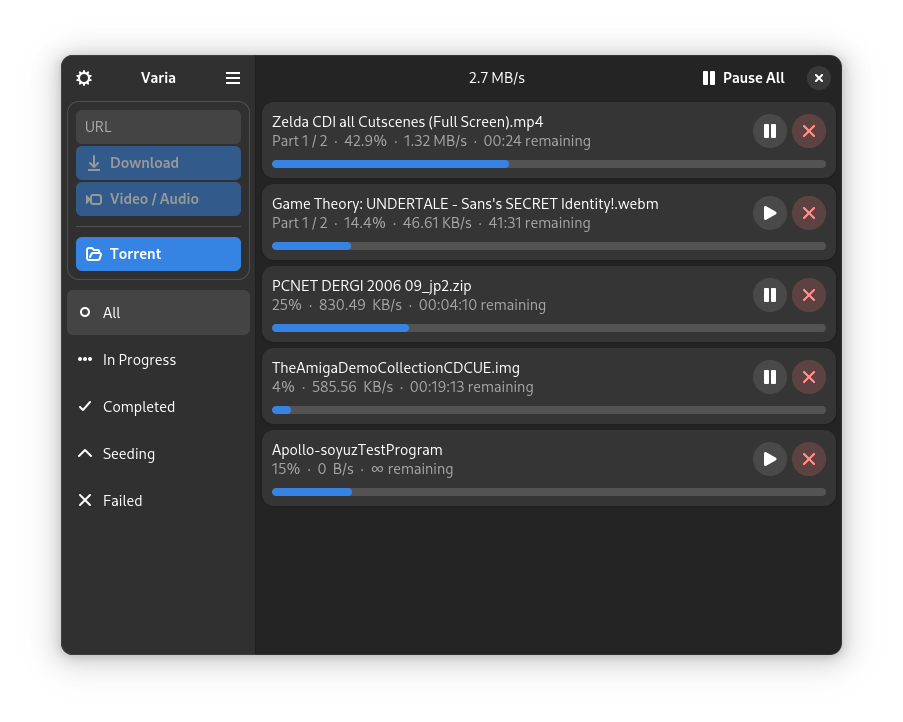 Varia
URL
Download
Video / Audio
Torrent
All
In Progress
Completed
Seeding
Failed
2.7 MB/s
Pause All
Zelda CDI all Cutscenes (Full Screen).mp4
Part 1 / 2 · 42.9% · 1.32 MB/s · 00:24 remaining
Game Theory: UNDERTALE - Sans's SECRET Identity!.webm
Part 1 / 2 · 14.4% · 46.61 KB/s · 41:31 remaining
PCNET DERGI 2006 09_jp2.zip
25% · 830.49 KB/s · 00:04:10 remaining
TheAmigaDemoCollectionCDCUE.img
4% · 585.56 KB/s · 00:19:13 remaining
Apollo-soyuzTestProgram
15% · 0 B/s · ∞ remaining